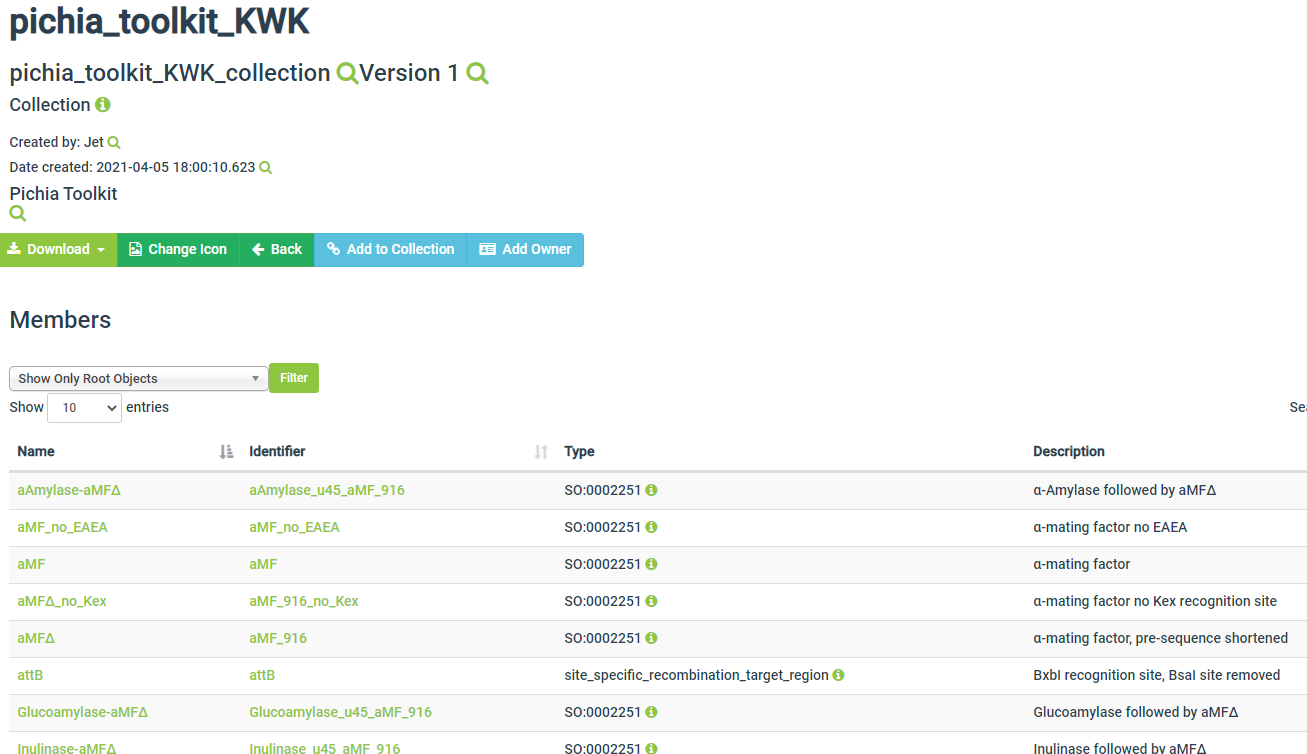 pichia_toolkit_KWK
pichia_toolkit_KWK_collection Version 1
Collection
Created by: Jet
Date created: 2021-04-05 18:00:10.623
Pichia Toolkit
Download Change Icon Back Add to Collection Add Owner
Members
Show Only Root Objects Filter
Show 10 entries
Name Identifier Type Description
aAmylase-aMFΔ aAmylase_u45_aMF_916 SO:0002251 α-Amylase followed by aMFΔ
aMF_no_EAEA aMF_no_EAEA SO:0002251 α-mating factor no EAEA
aMF aMF SO:0002251 α-mating factor
aMFΔ_no_Kex aMF_916_no_Kex SO:0002251 α-mating factor no Kex recognition site
aMFΔ aMF_916 SO:0002251 α-mating factor, pre-sequence shortened
attB attB site_specific_recombination_target_region BxbI recognition site, BsaI site removed
Glucoamylase-aMFΔ Glucoamylase_u45_aMF_916 SO:0002251 Glucoamylase followed by aMFΔ
Inulinase-aMFΔ Inulinase_u45_aMF_916 SO:0002251 Inulinase followed by aMFΔ